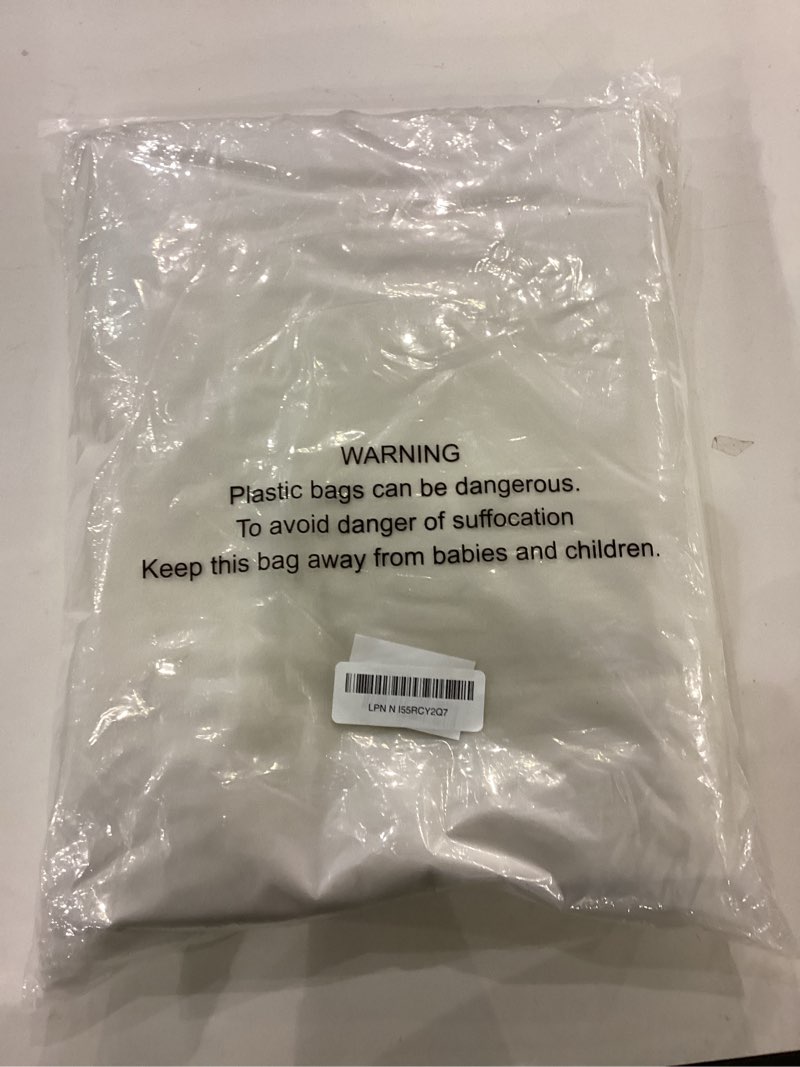 WARNING
Plastic bags can be dangerous.
To avoid danger of suffocation
Keep this bag away from babies and children.
LPN N I55RCY2Q7